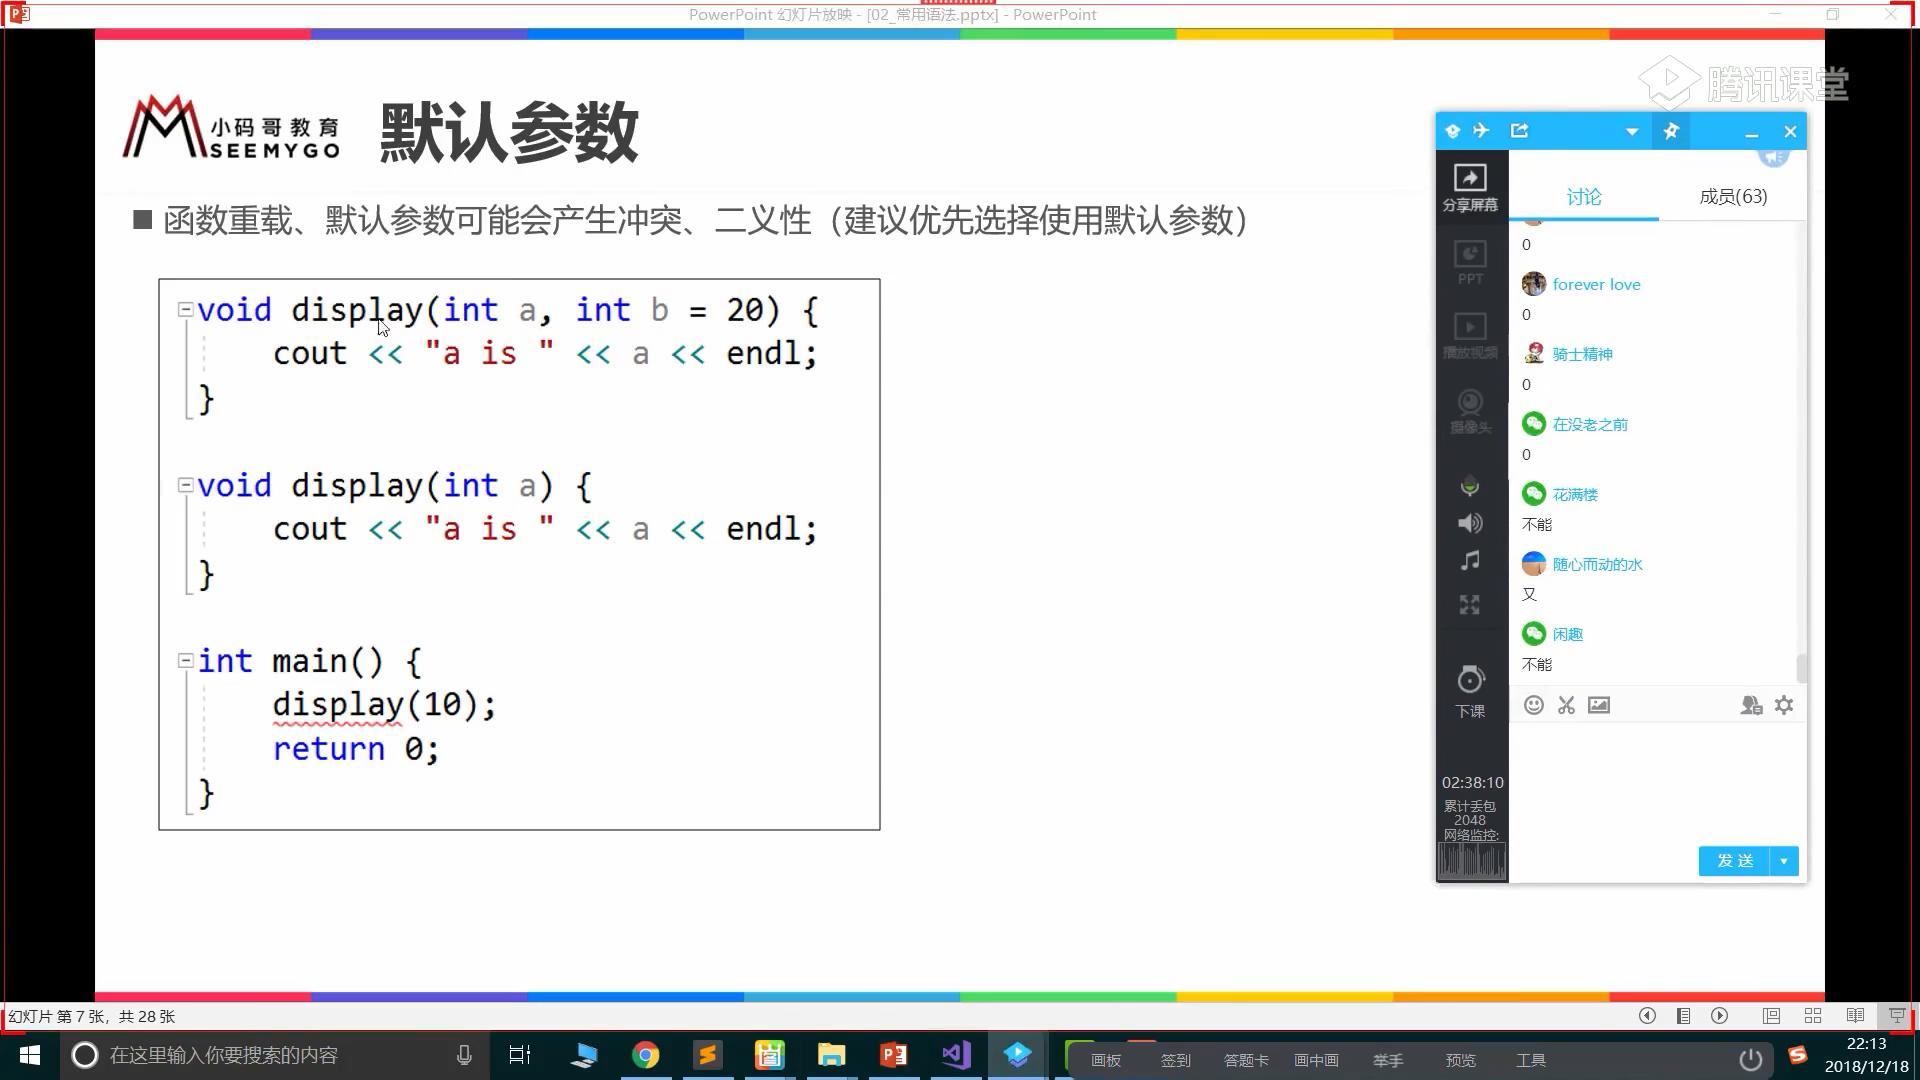 PowerPoint 幻灯片放映 - [02_常用语法.pptx] - PowerPoint
腾讯课堂
小码哥教育
SEEMYGO
默认参数
函数重载、默认参数可能会产生冲突、二义性（建议优先选择使用默认参数）
void display(int a, int b = 20) {
cout << "a is " << a << endl;
}
void display(int a) {
cout << "a is " << a << endl;
}
int main() {
display(10);
return 0;
}
分享屏幕
PPT
播放视频
摄像头
下课
02:38:10
累计丢包
2048
网络监控:
讨论
成员(63)
0
forever love
0
骑士精神
0
在没老之前
0
花满楼
不能
随心而动的水
又
闲趣
不能
发送
幻灯片 第 7 张，共 28 张
在这里输入你要搜索的内容
画板
签到
答题卡
画中画
举手
预览
工具
22:13
2018/12/18